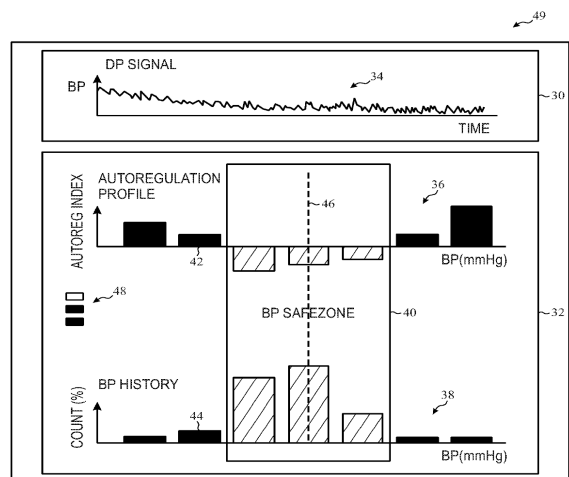 49
DP SIGNAL
BP
34
30
TIME
AUTOREGULATION
PROFILE
AUTOREG INDEX
46
36
42
BP(mmHg)
48
BP SAFEZONE
40
32
BP HISTORY
COUNT (%)
44
38
BP(mmHg)